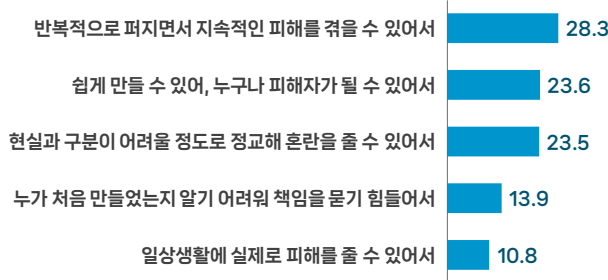 반복적으로 퍼지면서 지속적인 피해를 겪을 수 있어서 28.3
쉽게 만들 수 있어, 누구나 피해자가 될 수 있어서 23.6
현실과 구분이 어려울 정도로 정교해 혼란을 줄 수 있어서 23.5
누가 처음 만들었는지 알기 어려워 책임을 묻기 힘들어서 13.9
일상생활에 실제로 피해를 줄 수 있어서 10.8